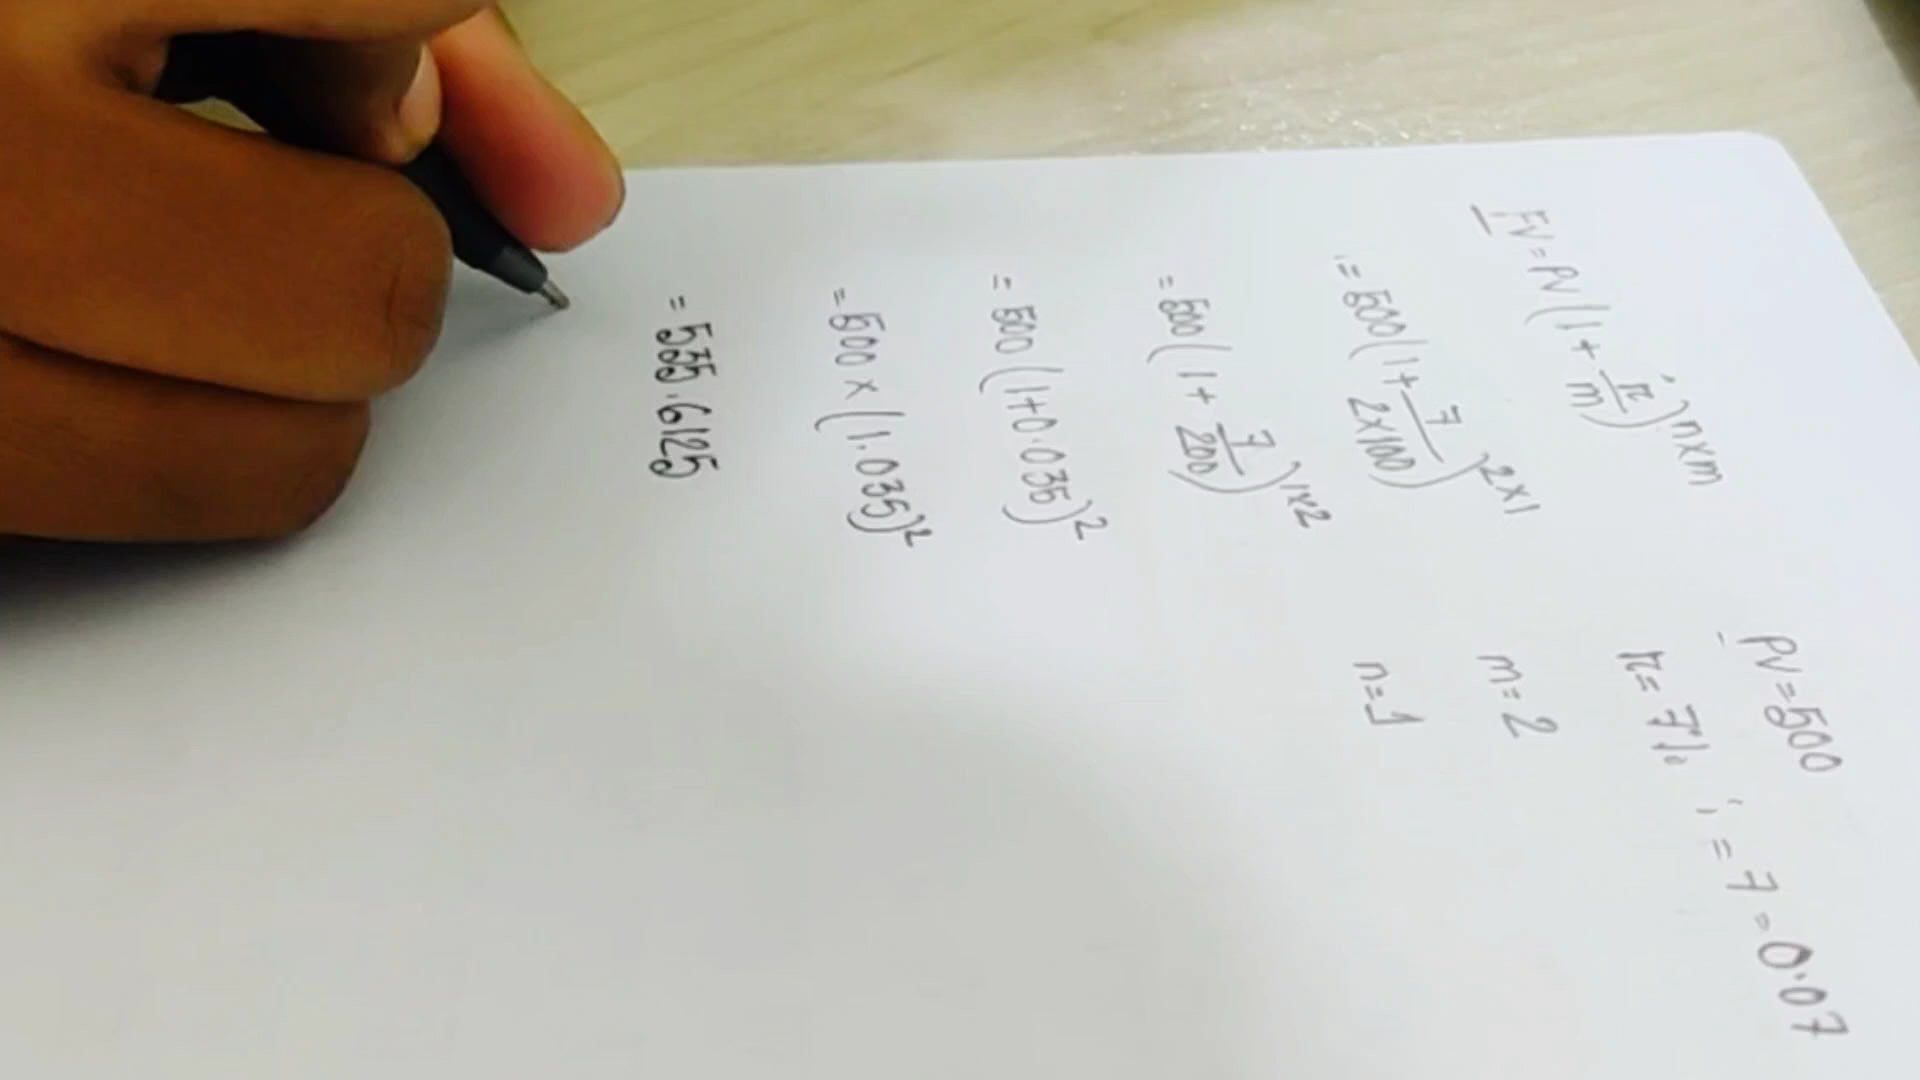 FV = PV (1 + r/m)^n×m
= 500 (1 + 7/2×100)^2×1
= 500 (1 + 7/200)^1×2
= 500 (1+0.035)^2
= 500 × (1.035)^2
= 535.6125
PV = 500
r = 7% i = 7 = 0.07
m = 2
n = 1